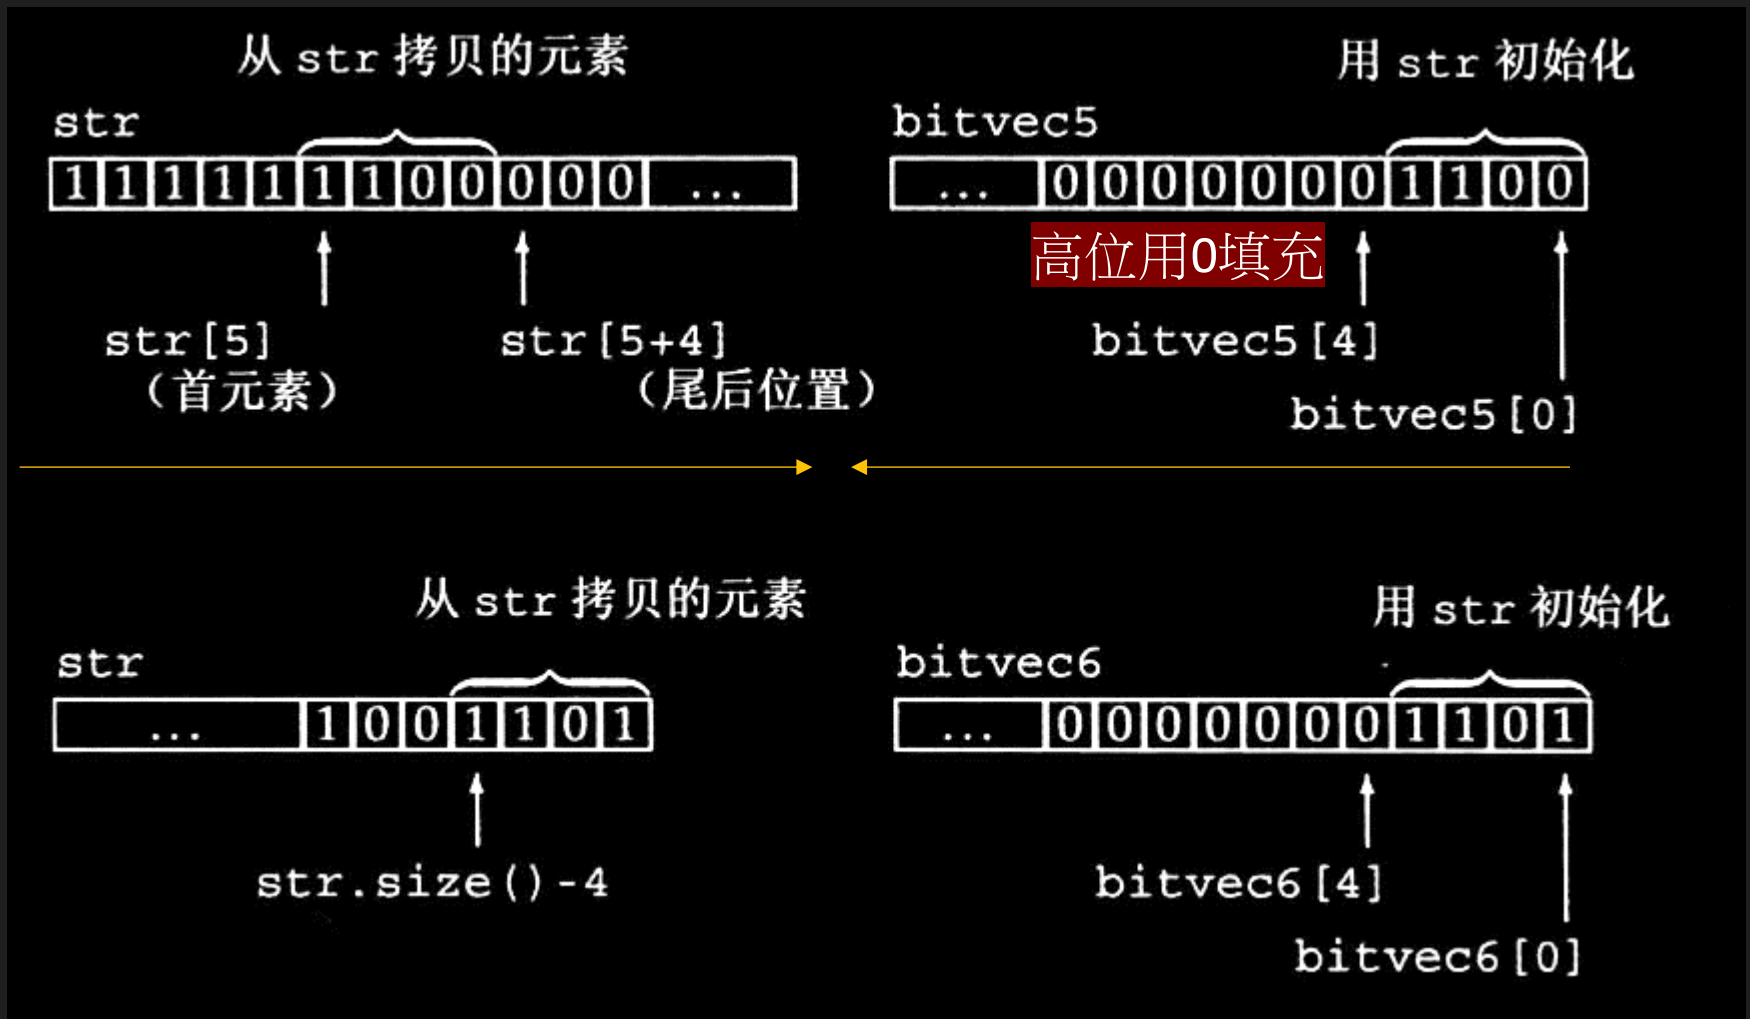 从 str 拷贝的元素
str
1 1 1 1 1 1 1 0 0 0 0 0 ...
str[5]
（首元素）
str[5+4]
（尾后位置）
用 str 初始化
bitvec5
... 0 0 0 0 0 0 0 1 1 0 0
高位用0填充
bitvec5[4]
bitvec5[0]
从 str 拷贝的元素
str
... 1 0 0 1 1 0 1
str.size()-4
用 str 初始化
bitvec6
... 0 0 0 0 0 0 0 1 1 0 1
bitvec6[4]
bitvec6[0]